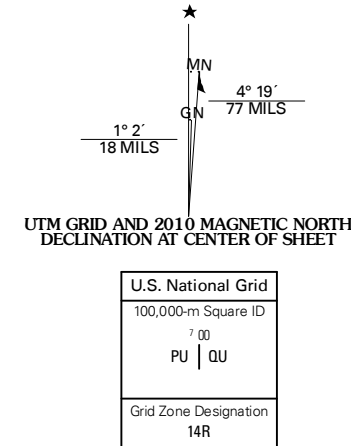 ★
MN
4° 19´
77 MILS
GN
1° 2´
18 MILS
UTM GRID AND 2010 MAGNETIC NORTH
DECLINATION AT CENTER OF SHEET
U.S. National Grid
100,000-m Square ID
7 00
PU | QU
Grid Zone Designation
14R